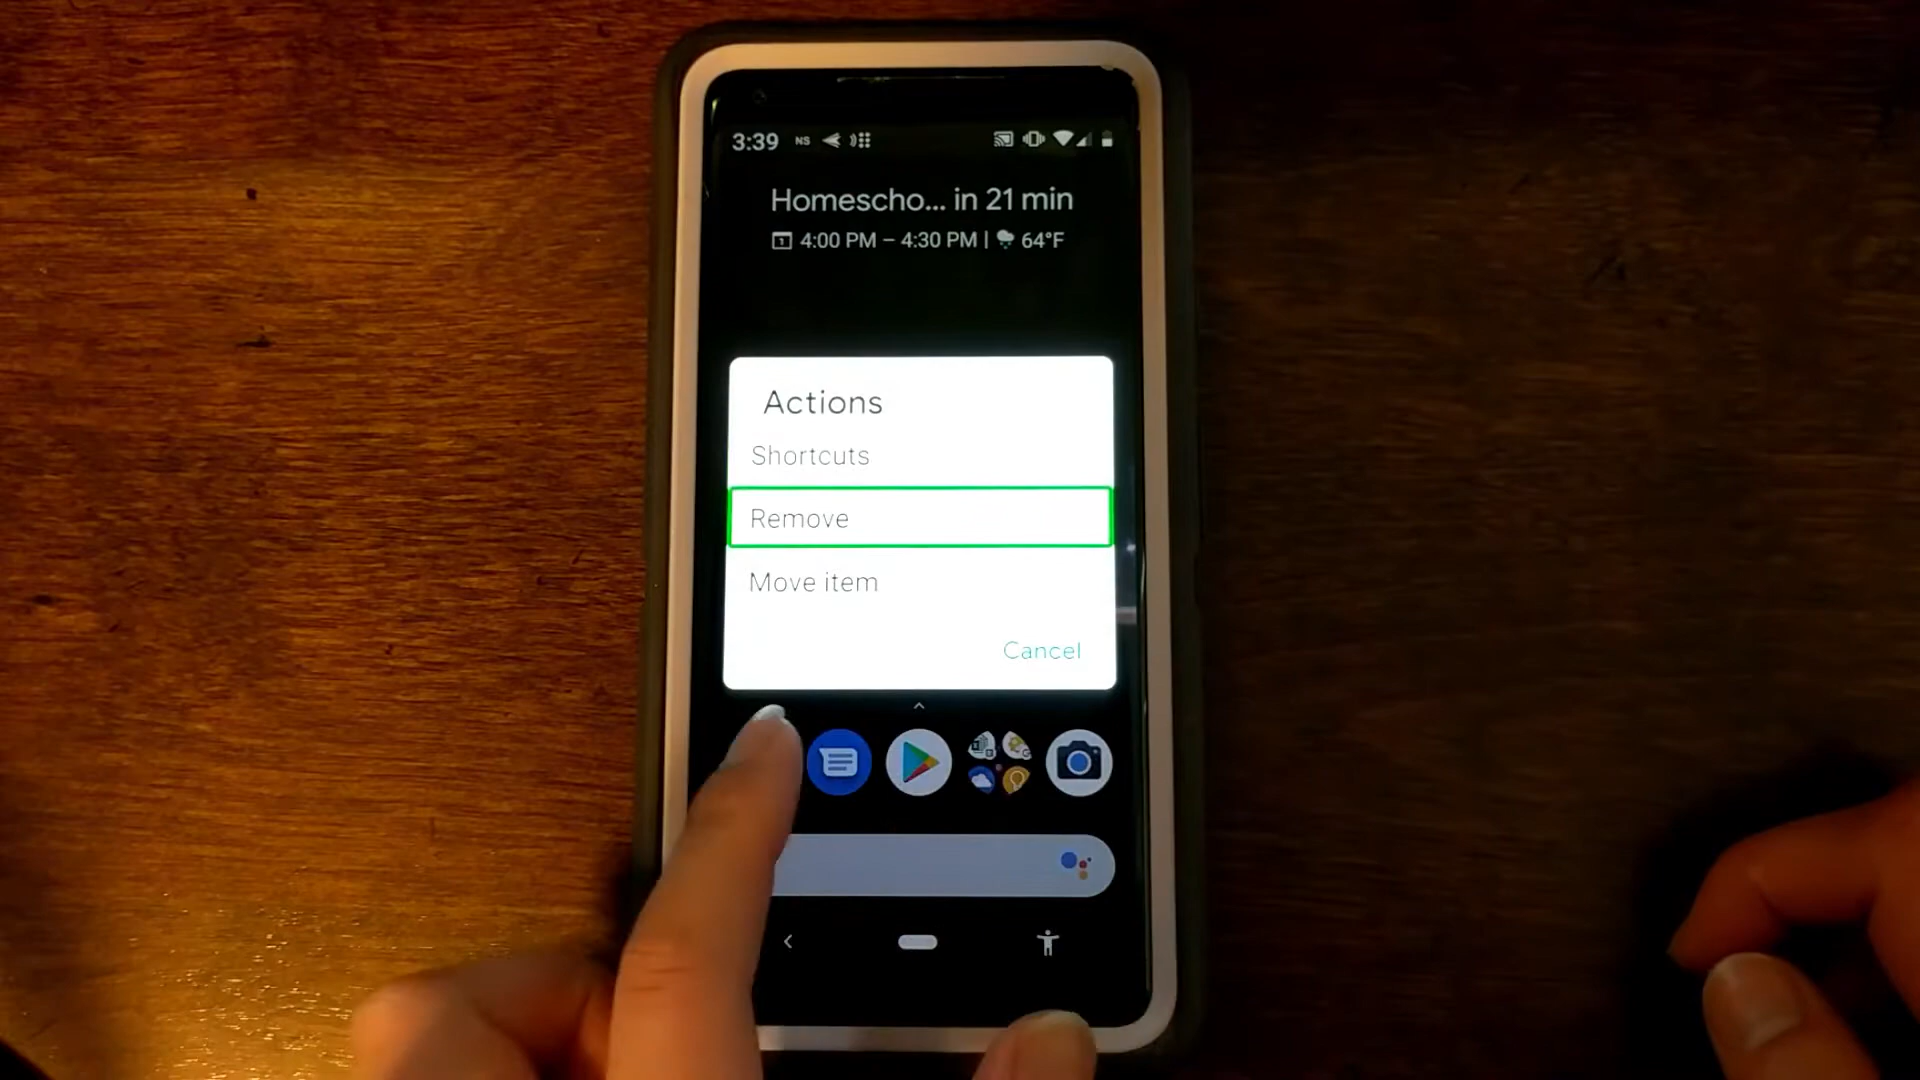 3:39 NS
Homescho... in 21 min
4:00 PM – 4:30 PM | 64°F
Actions
Shortcuts
Remove
Move item
Cancel